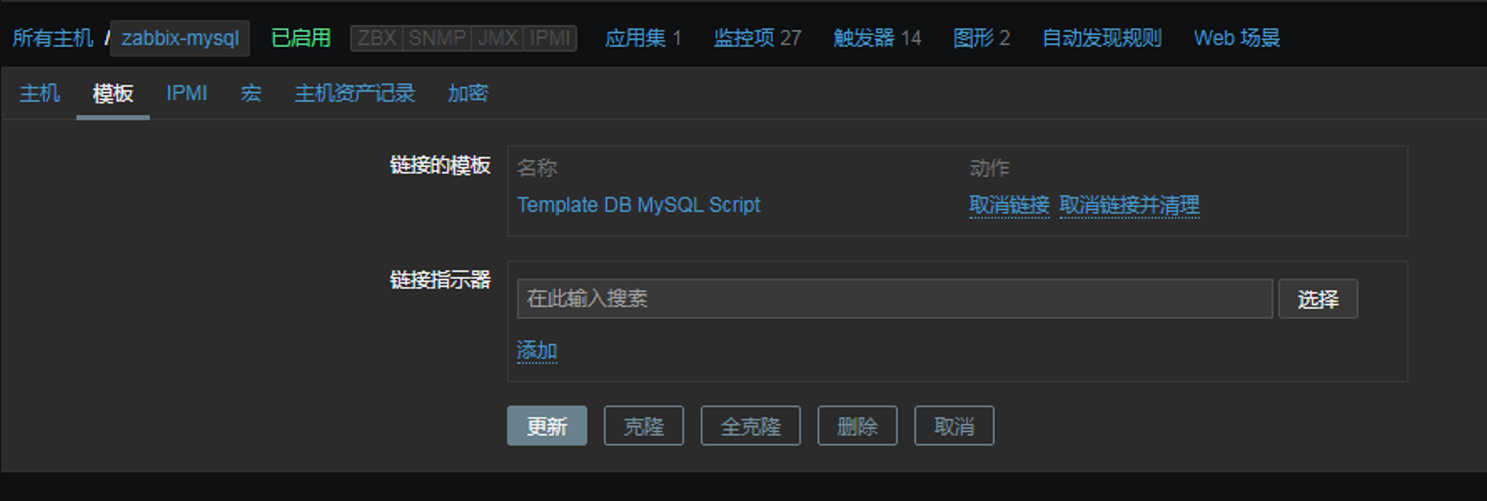 所有主机 / zabbix-mysql 已启用 ZBX SNMP JMX IPMI 应用集 1 监控项 27 触发器 14 图形 2 自动发现规则 Web 场景
主机 模板 IPMI 宏 主机资产记录 加密
链接的模板 名称 动作
Template DB MySQL Script 取消链接 取消链接并清理
链接指示器
在此输入搜索 选择
添加
更新 克隆 全克隆 删除 取消